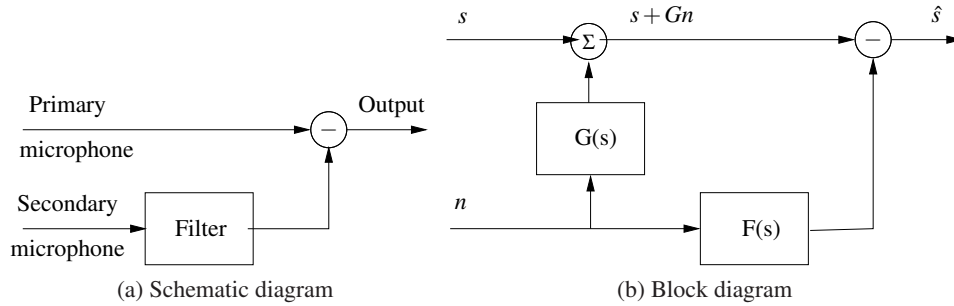 Primary
microphone
−
Output
Secondary
microphone
Filter
(a) Schematic diagram
s
Σ
s + Gn
−
ŝ
G(s)
n
F(s)
(b) Block diagram